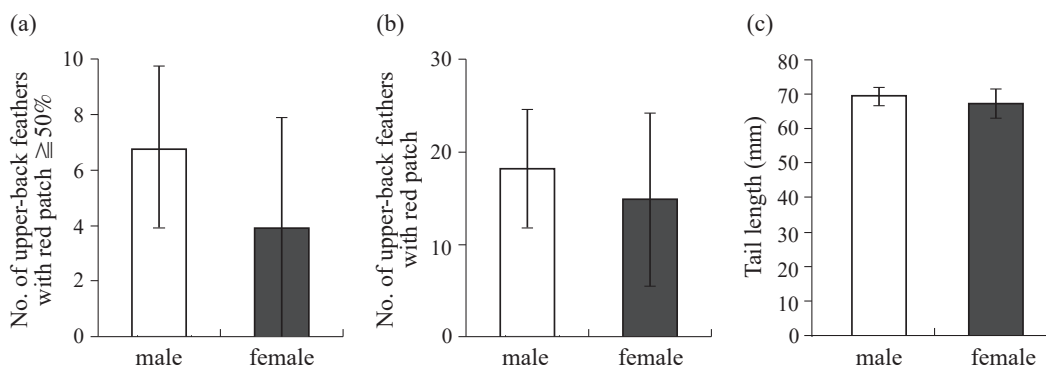 (a)
No. of upper-back feathers
with red patch ≧50%
10
8
6
4
2
0
male female
(b)
No. of upper-back feathers
with red patch
30
20
10
0
male female
(c)
Tail length (mm)
80
70
60
50
40
30
20
10
0
male female